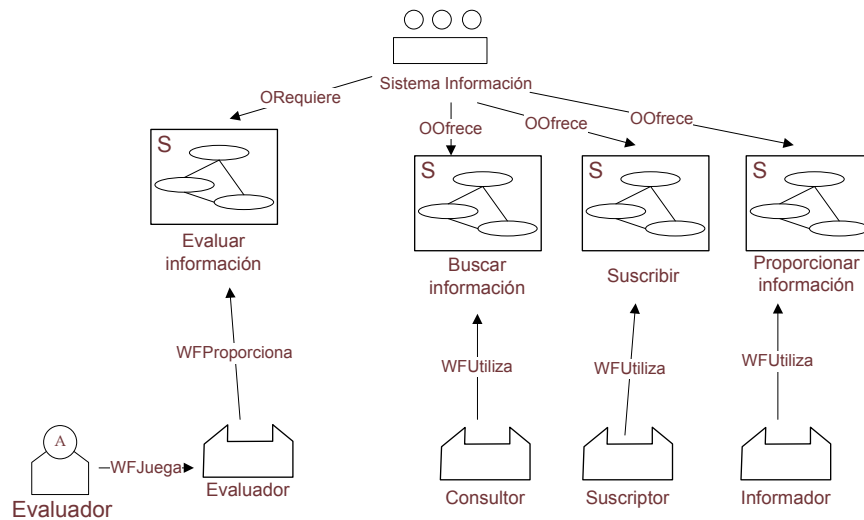 Sistema Información
ORequiere
OOfrece
OOfrece
OOfrece
S
S
S
S
Evaluar
información
Buscar
información
Suscribir
Proporcionar
información
WFProporciona
WFUtiliza
WFUtiliza
WFUtiliza
A
WFJuega
Evaluador
Evaluador
Consultor
Suscriptor
Informador